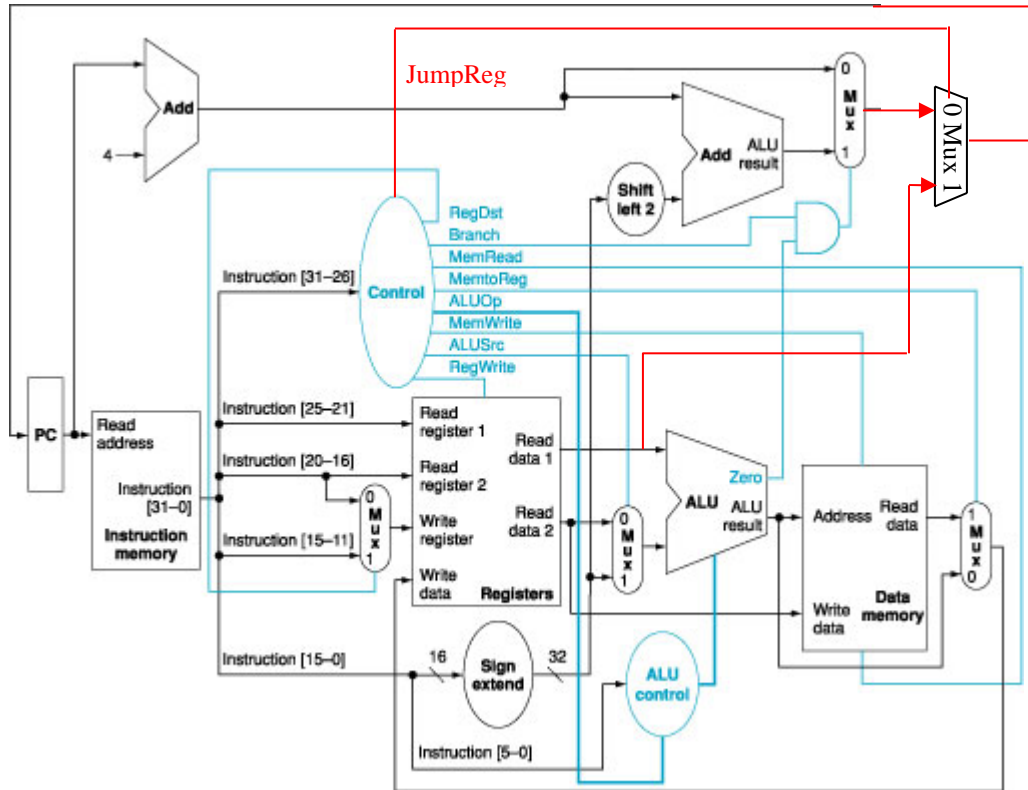 JumpReg
Add
4
0
M
u
x
1
0 Mux 1
Add
ALU
result
Shift
left 2
RegDst
Branch
MemRead
MemtoReg
ALUOp
MemWrite
ALUSrc
RegWrite
Control
Instruction [31–26]
Instruction [25–21]
Instruction [20–16]
Instruction [15–11]
Instruction [15–0]
Instruction [5–0]
PC
Read
address
Instruction
[31–0]
Instruction
memory
0
M
u
x
1
Read
register 1
Read
register 2
Write
register
Write
data
Read
data 1
Read
data 2
Registers
0
M
u
x
1
Zero
ALU
ALU
result
Address
Read
data
Write
data
Data
memory
1
M
u
x
0
16
Sign
extend
32
ALU
control